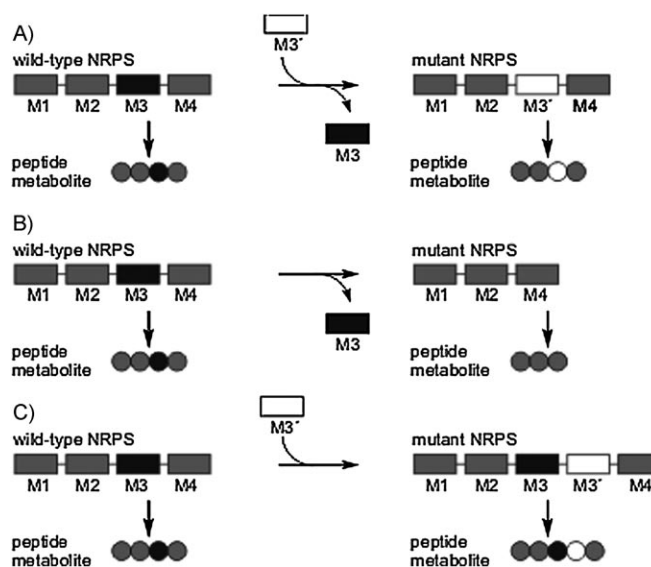 A)
M3´
wild-type NRPS
mutant NRPS
M1 M2 M3 M4
M1 M2 M3´ M4
M3
peptide
metabolite
peptide
metabolite
B)
wild-type NRPS
mutant NRPS
M1 M2 M3 M4
M1 M2 M4
M3
peptide
metabolite
peptide
metabolite
C)
M3´
wild-type NRPS
mutant NRPS
M1 M2 M3 M4
M1 M2 M3 M3´ M4
peptide
metabolite
peptide
metabolite